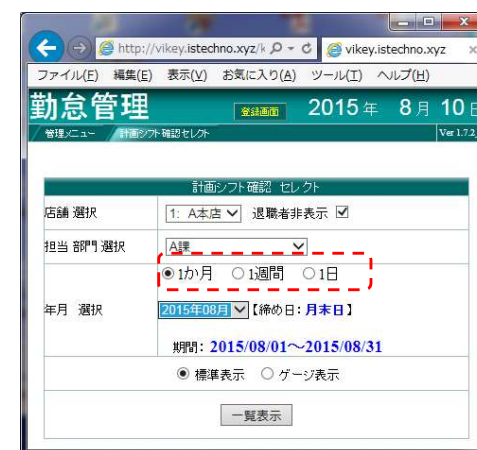 http://vikey.istechno.xyz/k
vikey.istechno.xyz
ファイル(F) 編集(E) 表示(V) お気に入り(A) ツール(T) ヘルプ(H)
勤怠管理 登録画面 2015年 8月 10日
管理メニュー 計画シフト確認セレクト Ver 1.7.2
計画シフト確認 セレクト
店舗 選択 1: A本店 退職者非表示
担当 部門 選択 A課
1か月 1週間 1日
年月 選択 2015年08月 【締め日:月末日】
期間:2015/08/01～2015/08/31
標準表示 ゲージ表示
一覧表示